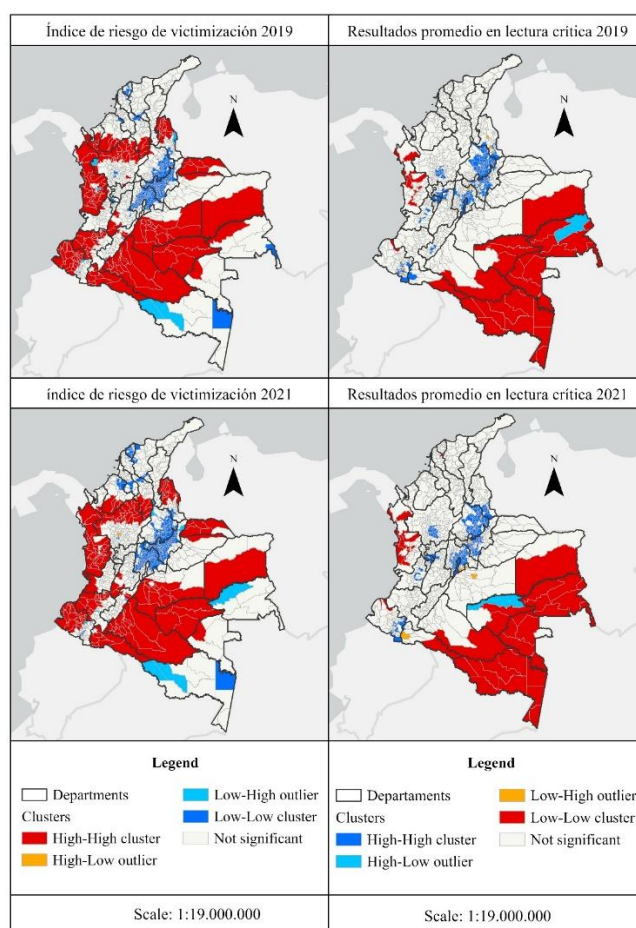 Índice de riesgo de victimización 2019
Resultados promedio en lectura crítica 2019
N
N
índice de riesgo de victimización 2021
Resultados promedio en lectura crítica 2021
N
N
Legend
Departments
Clusters
High-High cluster
High-Low outlier
Low-High outlier
Low-Low cluster
Not significant
Legend
Departaments
Clusters
High-High cluster
High-Low outlier
Low-High outlier
Low-Low cluster
Not significant
Scale: 1:19.000.000
Scale: 1:19.000.000